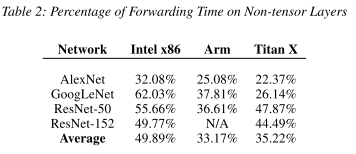 Table 2: Percentage of Forwarding Time on Non-tensor Layers
Network Intel x86 Arm Titan X
AlexNet 32.08% 25.08% 22.37%
GoogLeNet 62.03% 37.81% 26.14%
ResNet-50 55.66% 36.61% 47.87%
ResNet-152 49.77% N/A 44.49%
Average 49.89% 33.17% 35.22%